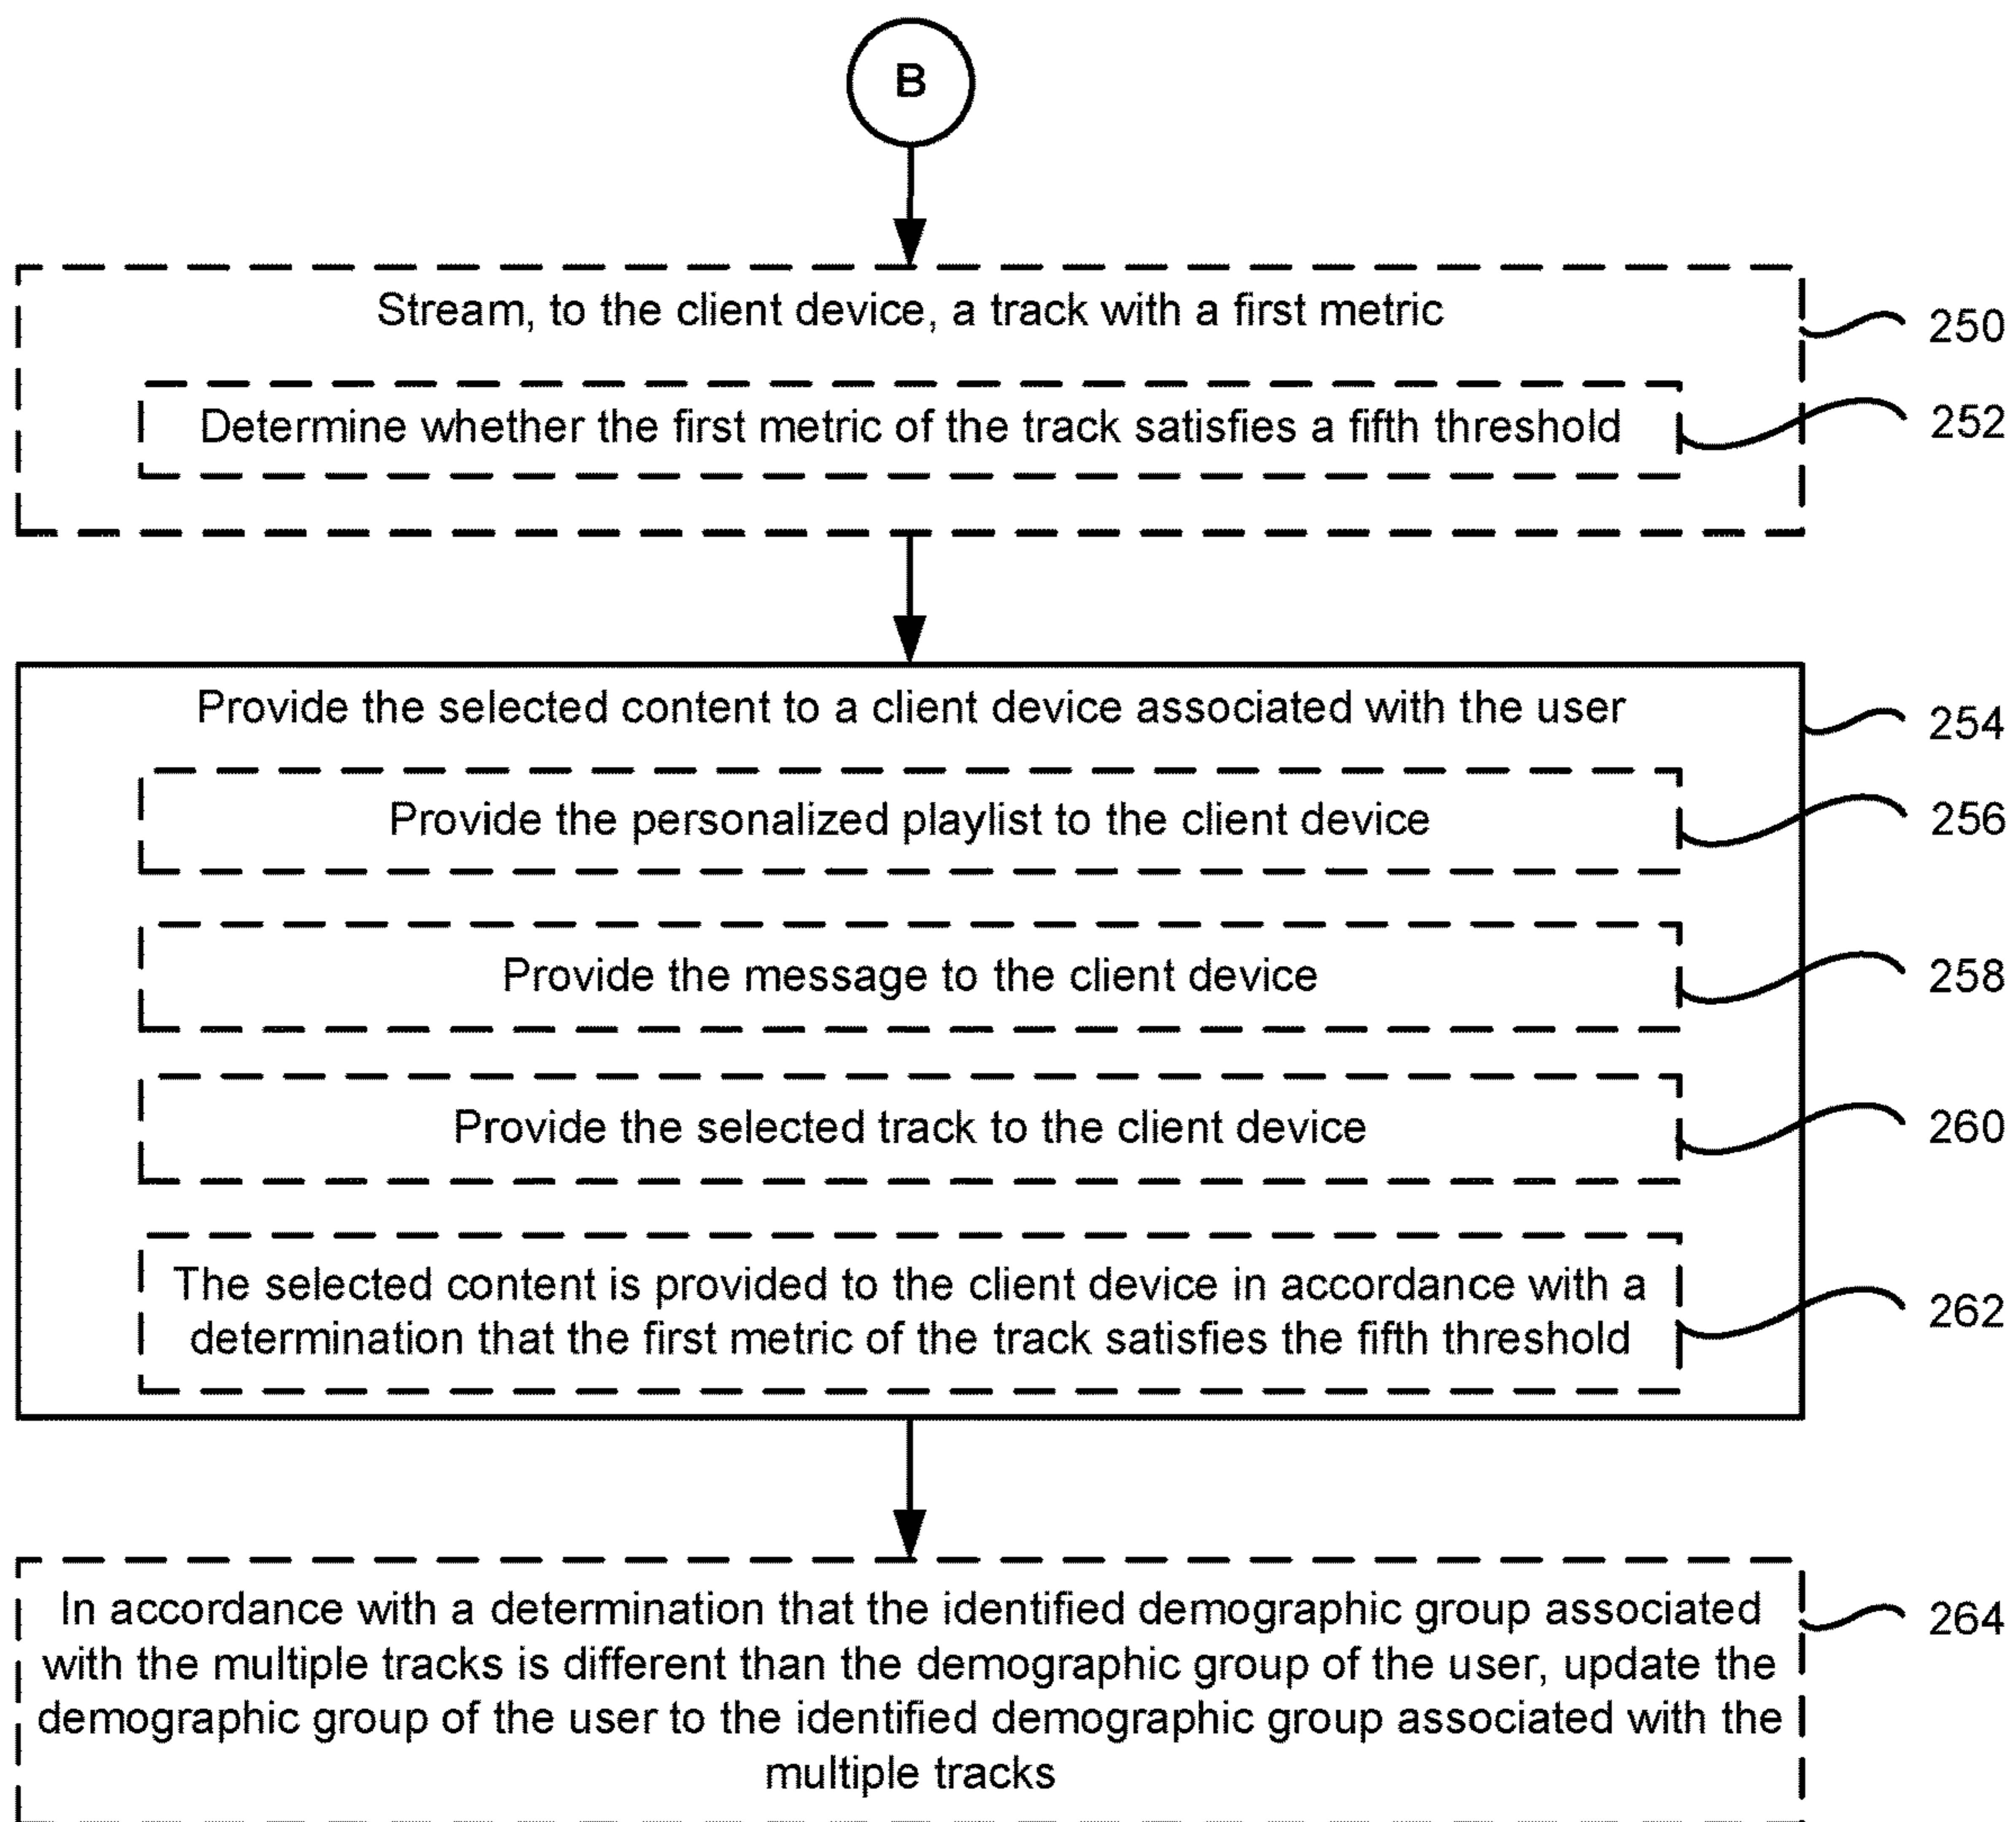 B
Stream, to the client device, a track with a first metric
250
Determine whether the first metric of the track satisfies a fifth threshold
252
Provide the selected content to a client device associated with the user
254
Provide the personalized playlist to the client device
256
Provide the message to the client device
258
Provide the selected track to the client device
260
The selected content is provided to the client device in accordance with a
determination that the first metric of the track satisfies the fifth threshold
262
In accordance with a determination that the identified demographic group associated
with the multiple tracks is different than the demographic group of the user, update the
demographic group of the user to the identified demographic group associated with the
multiple tracks
264